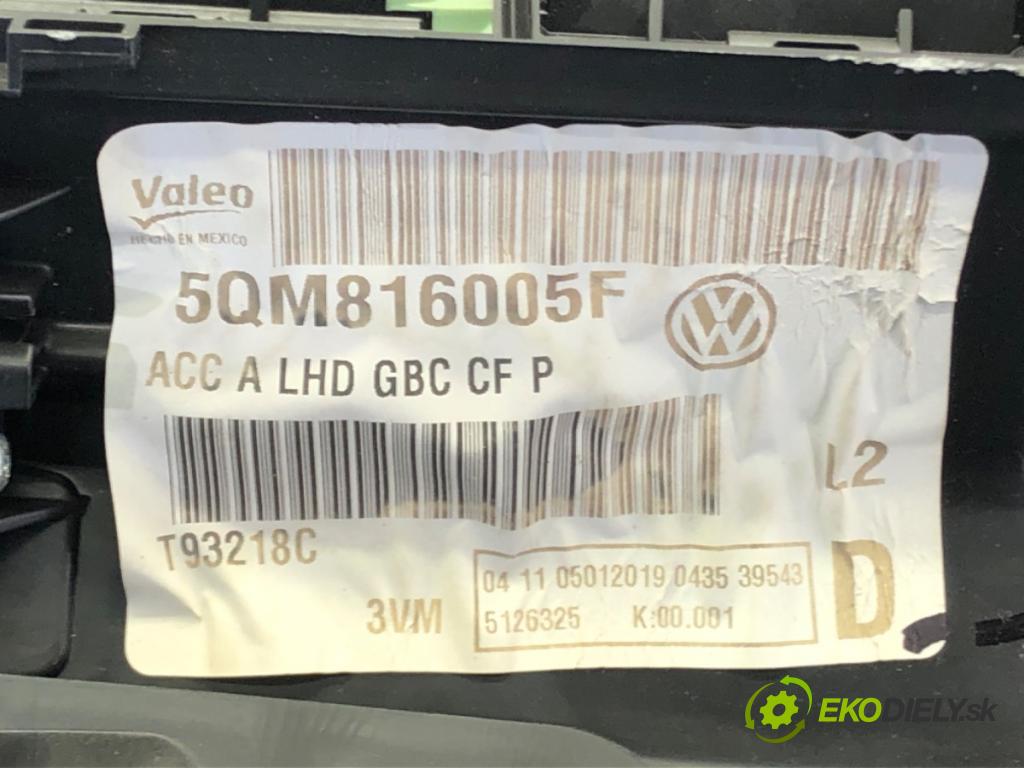 Valeo
HECHO EN MEXICO
5QM816005F
ACC A LHD GBC CF P
L2
T93218C
3VM
04 11 05012019 0435 39543
5126325 K:00.001
D
EKODIELY.sk